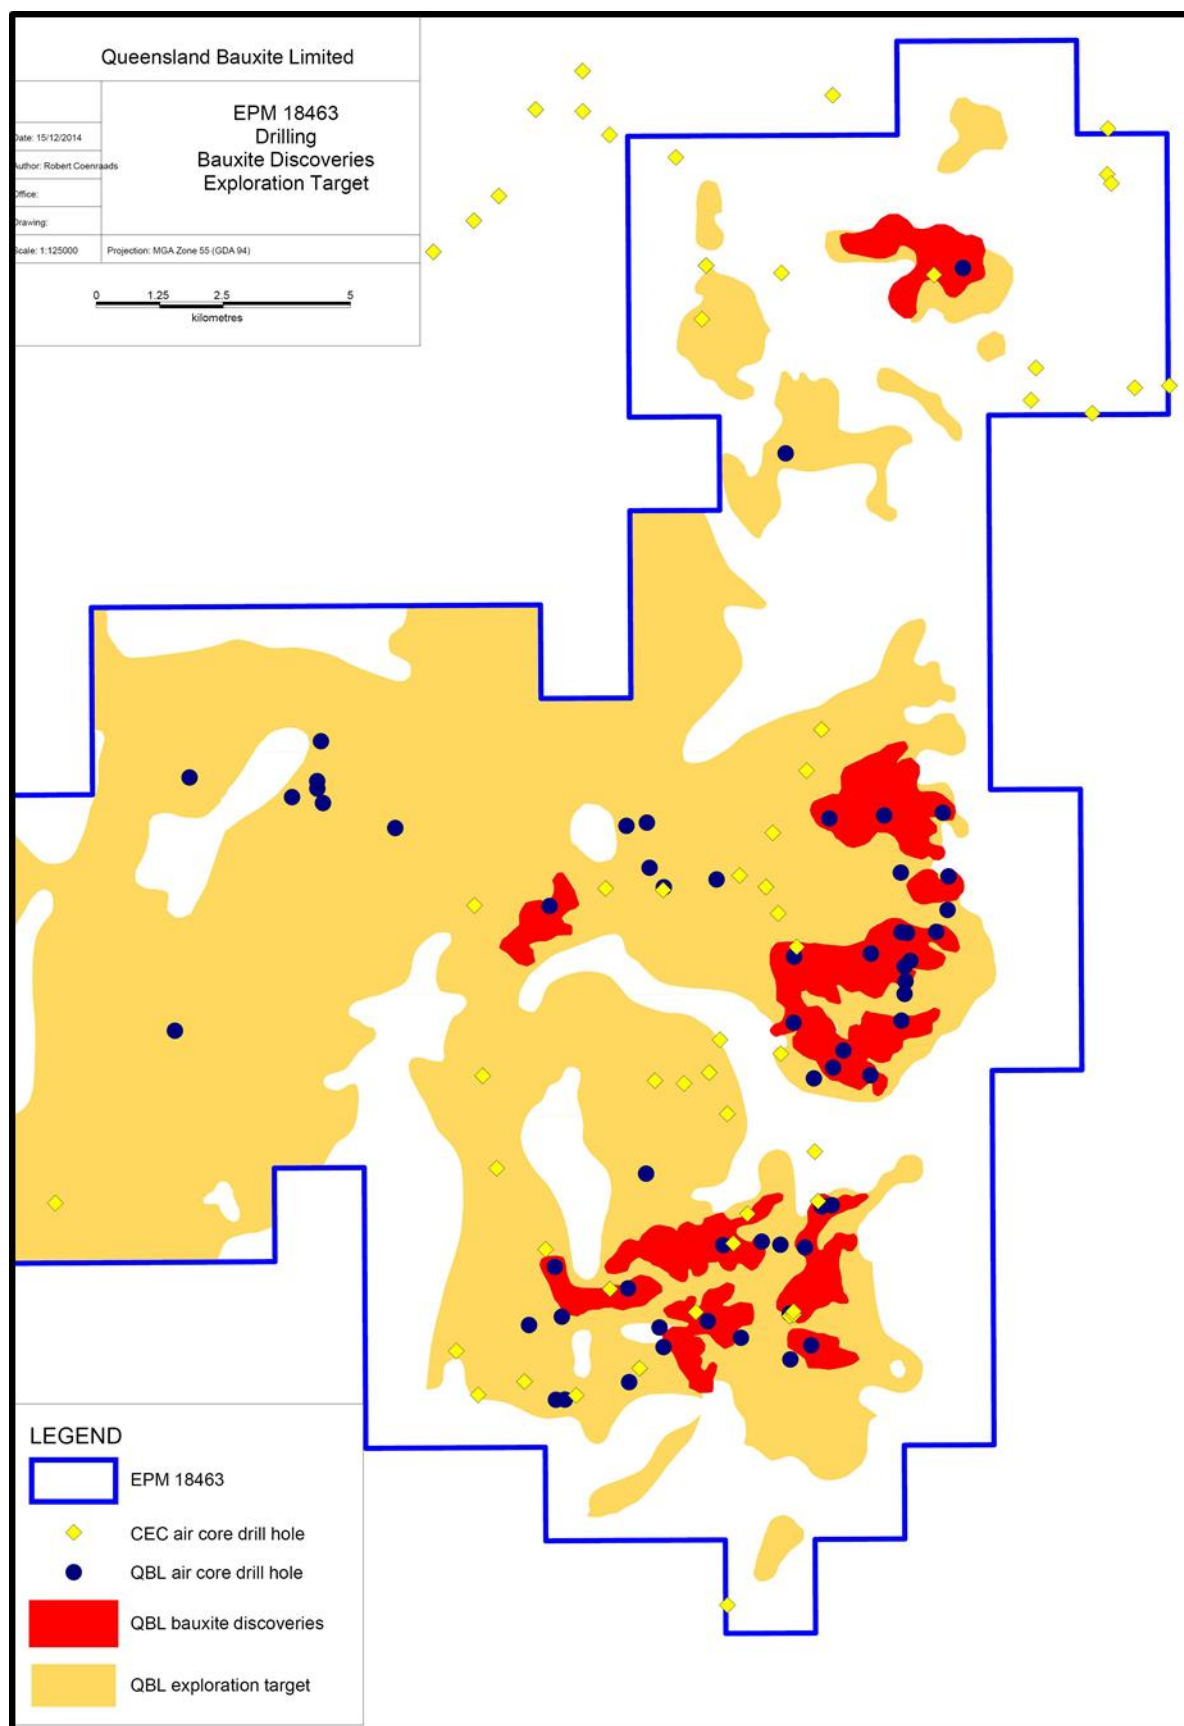 Queensland Bauxite Limited
EPM 18463
Drilling
Bauxite Discoveries
Exploration Target
Date: 15/12/2014
Author: Robert Coenraads
Office:
Drawing:
Scale: 1:125000
Projection: MGA Zone 55 (GDA 94)
0 1.25 2.5 5
kilometres
LEGEND
EPM 18463
CEC air core drill hole
QBL air core drill hole
QBL bauxite discoveries
QBL exploration target